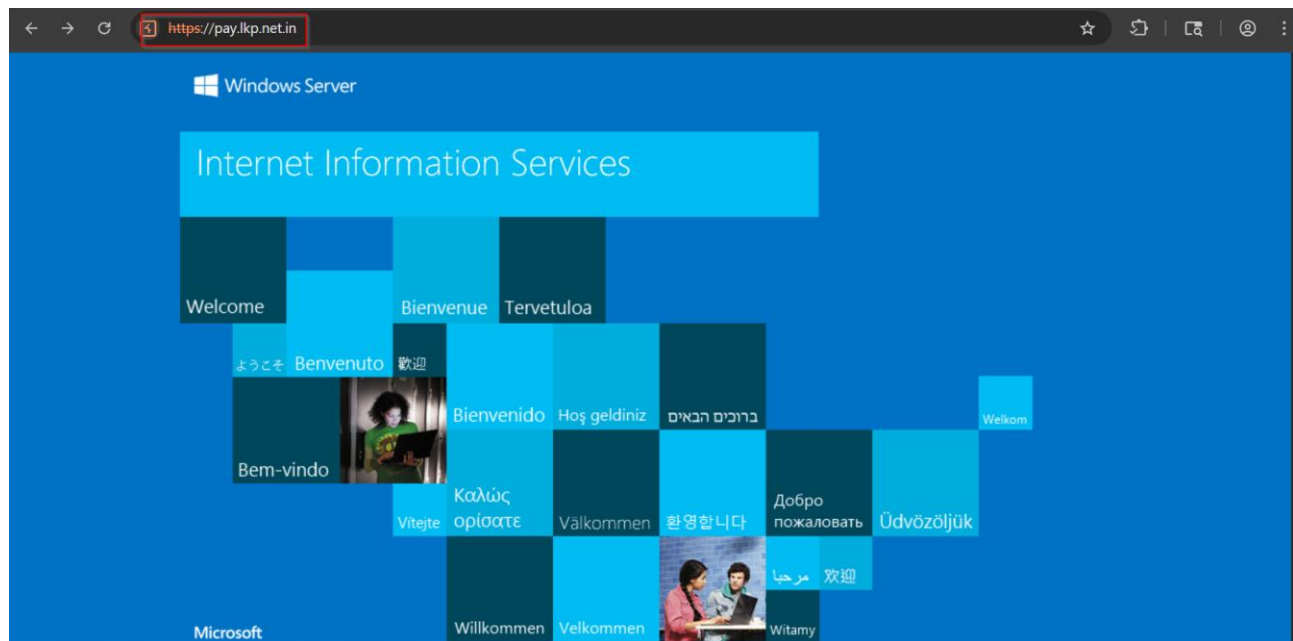 https://pay.lkp.net.in
Windows Server
Internet Information Services
Welcome
Bienvenue
Tervetuloa
ようこそ
Benvenuto
歡迎
Bienvenido
Hoş geldiniz
ברוכים הבאים
Welkom
Bem-vindo
Vítejte
Καλώς
ορίσατε
Välkommen
환영합니다
Добро
пожаловать
Üdvözöljük
مرحبا
欢迎
Microsoft
Willkommen
Velkommen
Witamy